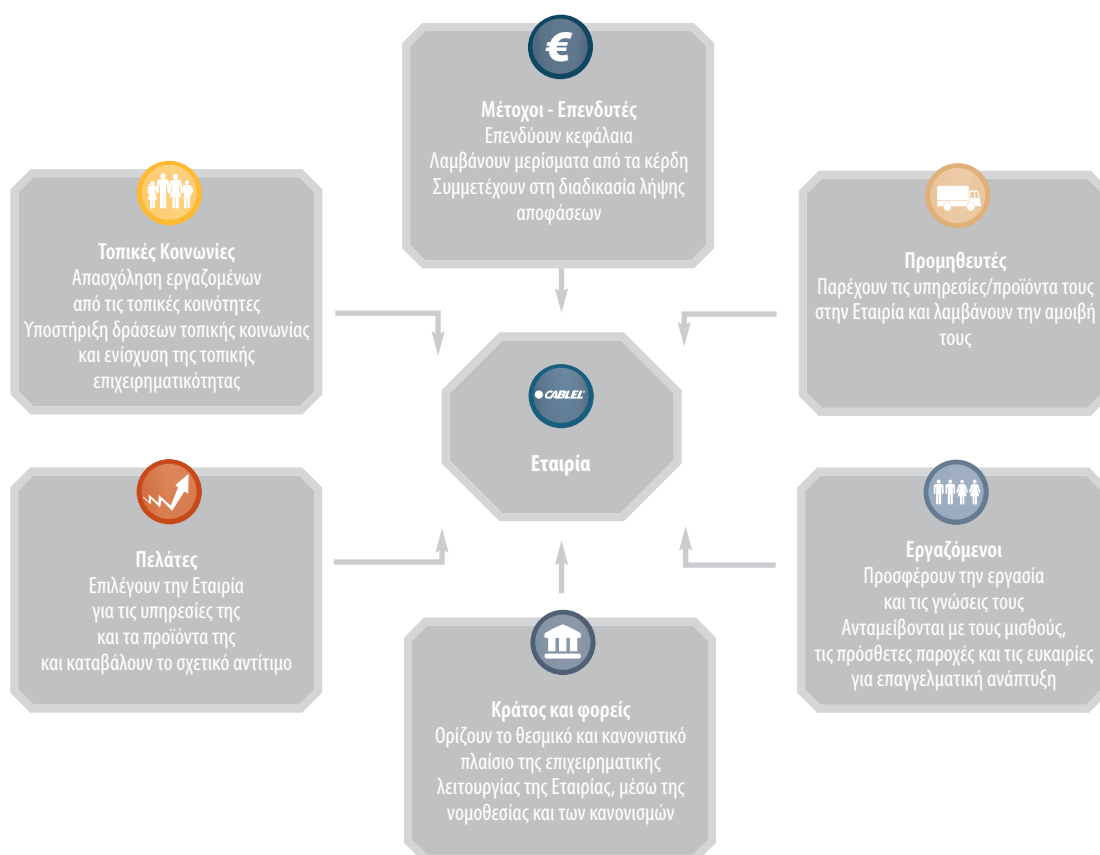 €
Μέτοχοι - Επενδυτές
Επενδύουν κεφάλαια
Λαμβάνουν μερίσματα από τα κέρδη
Συμμετέχουν στη διαδικασία λήψης
αποφάσεων
Τοπικές Κοινωνίες
Απασχόληση εργαζομένων
από τις τοπικές κοινότητες
Υποστήριξη δράσεων τοπικής κοινωνίας
και ενίσχυση της τοπικής
επιχειρηματικότητας
Προμηθευτές
Παρέχουν τις υπηρεσίες/προϊόντα τους
στην Εταιρία και λαμβάνουν την αμοιβή
τους
CABLEL®
Εταιρία
Πελάτες
Επιλέγουν την Εταιρία
για τις υπηρεσίες της
και τα προϊόντα της
και καταβάλουν το σχετικό αντίτιμο
Εργαζόμενοι
Προσφέρουν την εργασία
και τις γνώσεις τους
Ανταμείβονται με τους μισθούς,
τις πρόσθετες παροχές και τις ευκαιρίες
για επαγγελματική ανάπτυξη
Κράτος και φορείς
Ορίζουν το θεσμικό και κανονιστικό
πλαίσιο της επιχειρηματικής
λειτουργίας της Εταιρίας, μέσω της
νομοθεσίας και των κανονισμών